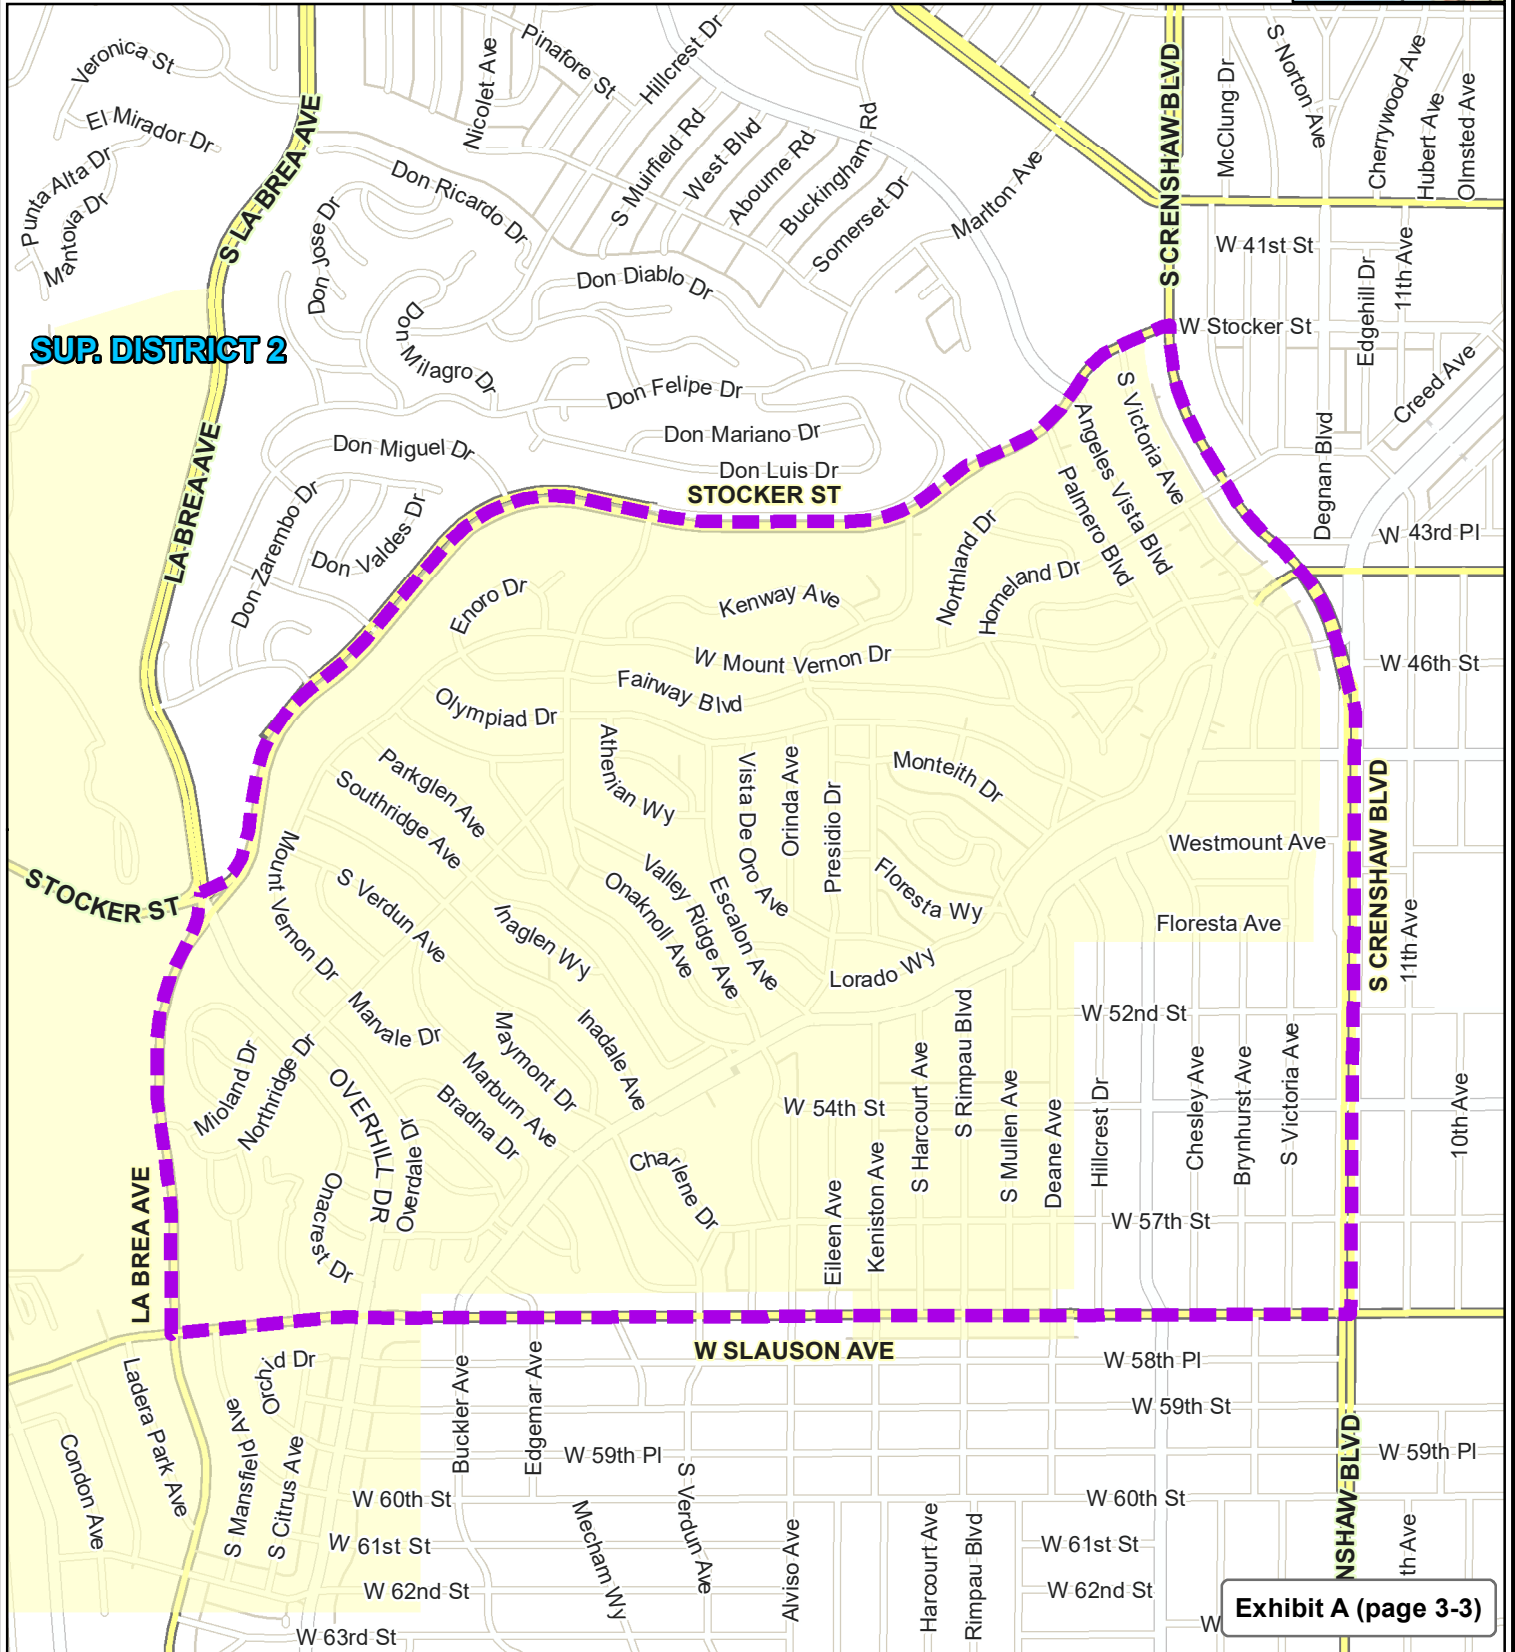 Veronica St
El Mirador Dr
Punta Alta Dr
Mantova Dr
S LA BREA AVE
Nicolet Ave
Pinafore St
Hillcrest Dr
S Muirfield Rd
West Blvd
Abourne Rd
Buckingham Rd
Somerset Dr
Marlton Ave
S CRENSHAW BLVD
McClung Dr
S Norton Ave
Cherrywood Ave
Hubert Ave
Olmsted Ave
Don Ricardo Dr
Don Jose Dr
Don Diablo Dr
Don Milagro Dr
W 41st St
Edgehill Dr
11th Ave
W Stocker St
SUP. DISTRICT 2
Don Felipe Dr
Don Mariano Dr
Don Luis Dr
Don Miguel Dr
Don Zarembo Dr
Don Valdes Dr
LA BREA AVE
STOCKER ST
S Victoria Ave
Angeles Vista Blvd
Palmero Blvd
Degnan Blvd
Creed Ave
W 43rd Pl
Northland Dr
Homeland Dr
Enoro Dr
Kenway Ave
W Mount Vernon Dr
Fairway Blvd
Olympiad Dr
W 46th St
Athenian Wy
Parkglen Ave
Southridge Ave
Vista De Oro Ave
Orinda Ave
Presidio Dr
Monteith Dr
Westmount Ave
S CRENSHAW BLVD
STOCKER ST
Mount Vernon Dr
S Verdun Ave
Inaglen Wy
Onaknoll Ave
Valley Ridge Ave
Escalon Ave
Floresta Wy
Floresta Ave
11th Ave
Lorado Wy
Marvale Dr
Mioland Dr
Northridge Dr
OVERHILL DR
Overdale Dr
Onacrest Dr
Maymont Dr
Marburn Ave
Bradna Dr
Inadale Ave
Charlene Dr
W 52nd St
W 54th St
W 57th St
Eileen Ave
Keniston Ave
S Harcourt Ave
S Rimpau Blvd
S Mullen Ave
Deane Ave
Hillcrest Dr
Chesley Ave
Brynhurst Ave
S Victoria Ave
10th Ave
LA BREA AVE
W SLAUSON AVE
Orchid Dr
Ladera Park Ave
Condon Ave
S Mansfield Ave
S Citrus Ave
Buckler Ave
Edgemar Ave
W 58th Pl
W 59th St
W 59th Pl
W 59th Pl
W 60th St
W 60th St
W 61st St
W 61st St
W 62nd St
W 62nd St
W 63rd St
Mecham Wy
S Verdun Ave
Alviso Ave
Harcourt Ave
Rimpau Blvd
NSHAW BLVD
th Ave
W
Exhibit A (page 3-3)